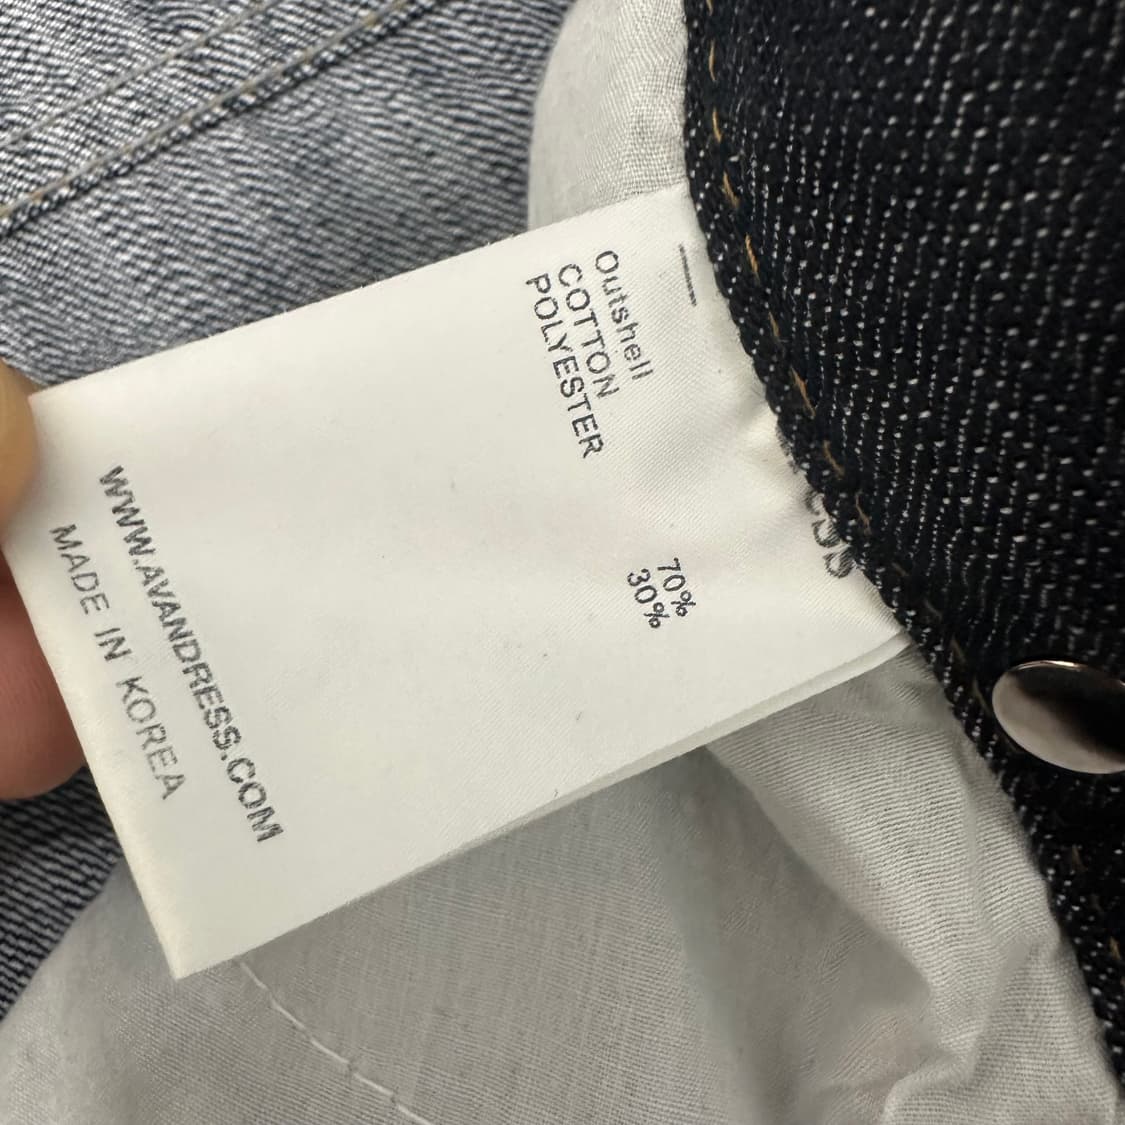 Outshell
COTTON 70%
POLYESTER 30%
WWW.AVANDRESS.COM
MADE IN KOREA